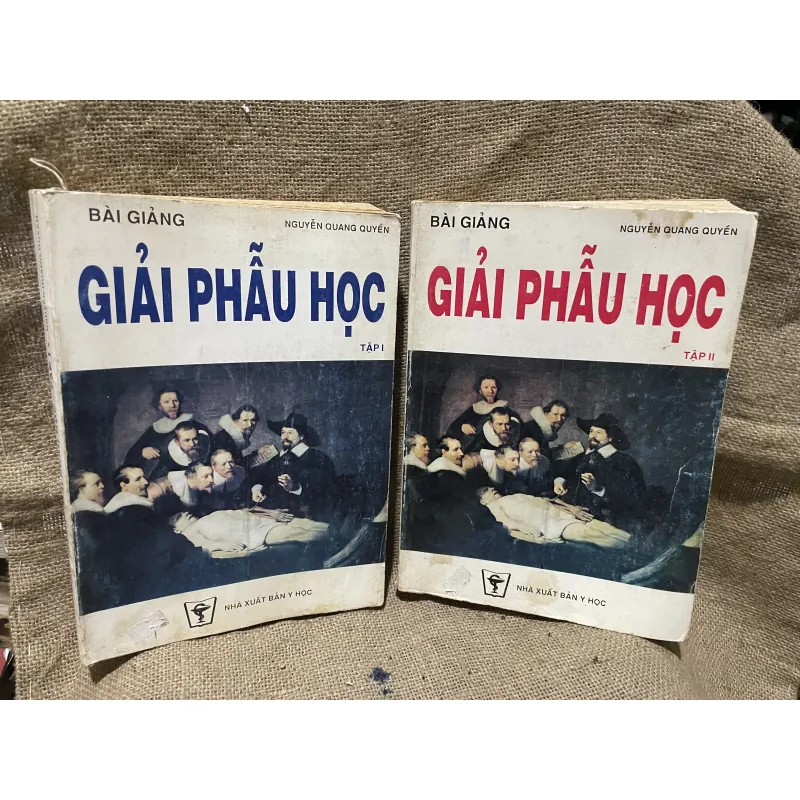 BÀI GIẢNG
NGUYỄN QUANG QUYỀN
GIẢI PHẪU HỌC
TẬP I
NHÀ XUẤT BẢN Y HỌC
BÀI GIẢNG
NGUYỄN QUANG QUYỀN
GIẢI PHẪU HỌC
TẬP II
NHÀ XUẤT BẢN Y HỌC